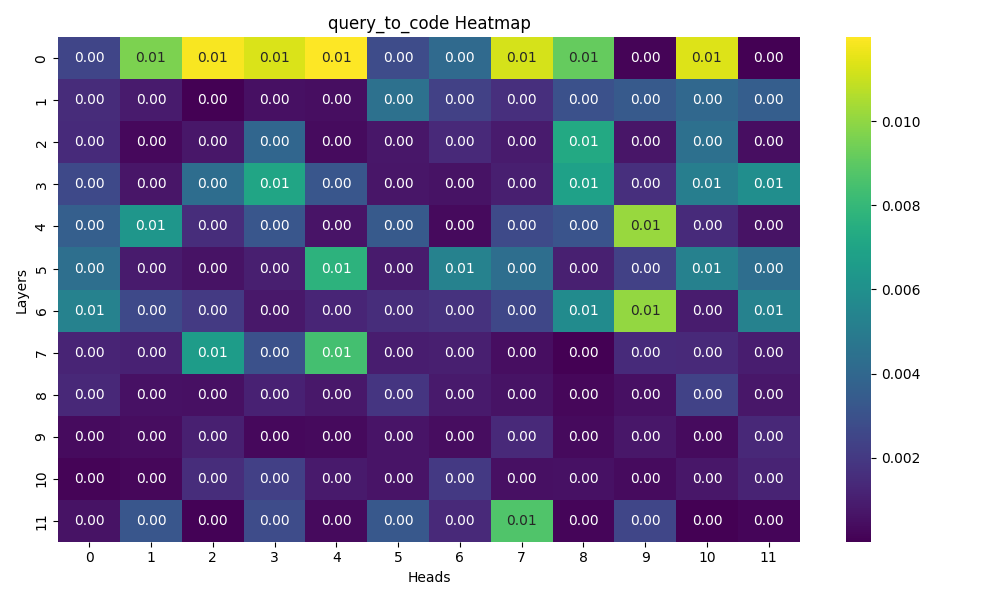 query_to_code Heatmap
0 0.00 0.01 0.01 0.01 0.01 0.00 0.00 0.01 0.01 0.00 0.01 0.00
1 0.00 0.00 0.00 0.00 0.00 0.00 0.00 0.00 0.00 0.00 0.00 0.00
2 0.00 0.00 0.00 0.00 0.00 0.00 0.00 0.00 0.01 0.00 0.00 0.00
3 0.00 0.00 0.00 0.01 0.00 0.00 0.00 0.00 0.01 0.00 0.01 0.01
4 0.00 0.01 0.00 0.00 0.00 0.00 0.00 0.00 0.00 0.01 0.00 0.00
5 0.00 0.00 0.00 0.00 0.01 0.00 0.01 0.00 0.00 0.00 0.01 0.00
6 0.01 0.00 0.00 0.00 0.00 0.00 0.00 0.00 0.01 0.01 0.00 0.01
7 0.00 0.00 0.01 0.00 0.01 0.00 0.00 0.00 0.00 0.00 0.00 0.00
8 0.00 0.00 0.00 0.00 0.00 0.00 0.00 0.00 0.00 0.00 0.00 0.00
9 0.00 0.00 0.00 0.00 0.00 0.00 0.00 0.00 0.00 0.00 0.00 0.00
10 0.00 0.00 0.00 0.00 0.00 0.00 0.00 0.00 0.00 0.00 0.00 0.00
11 0.00 0.00 0.00 0.00 0.00 0.00 0.00 0.01 0.00 0.00 0.00 0.00
0 1 2 3 4 5 6 7 8 9 10 11
Heads
Layers
0.010
0.008
0.006
0.004
0.002